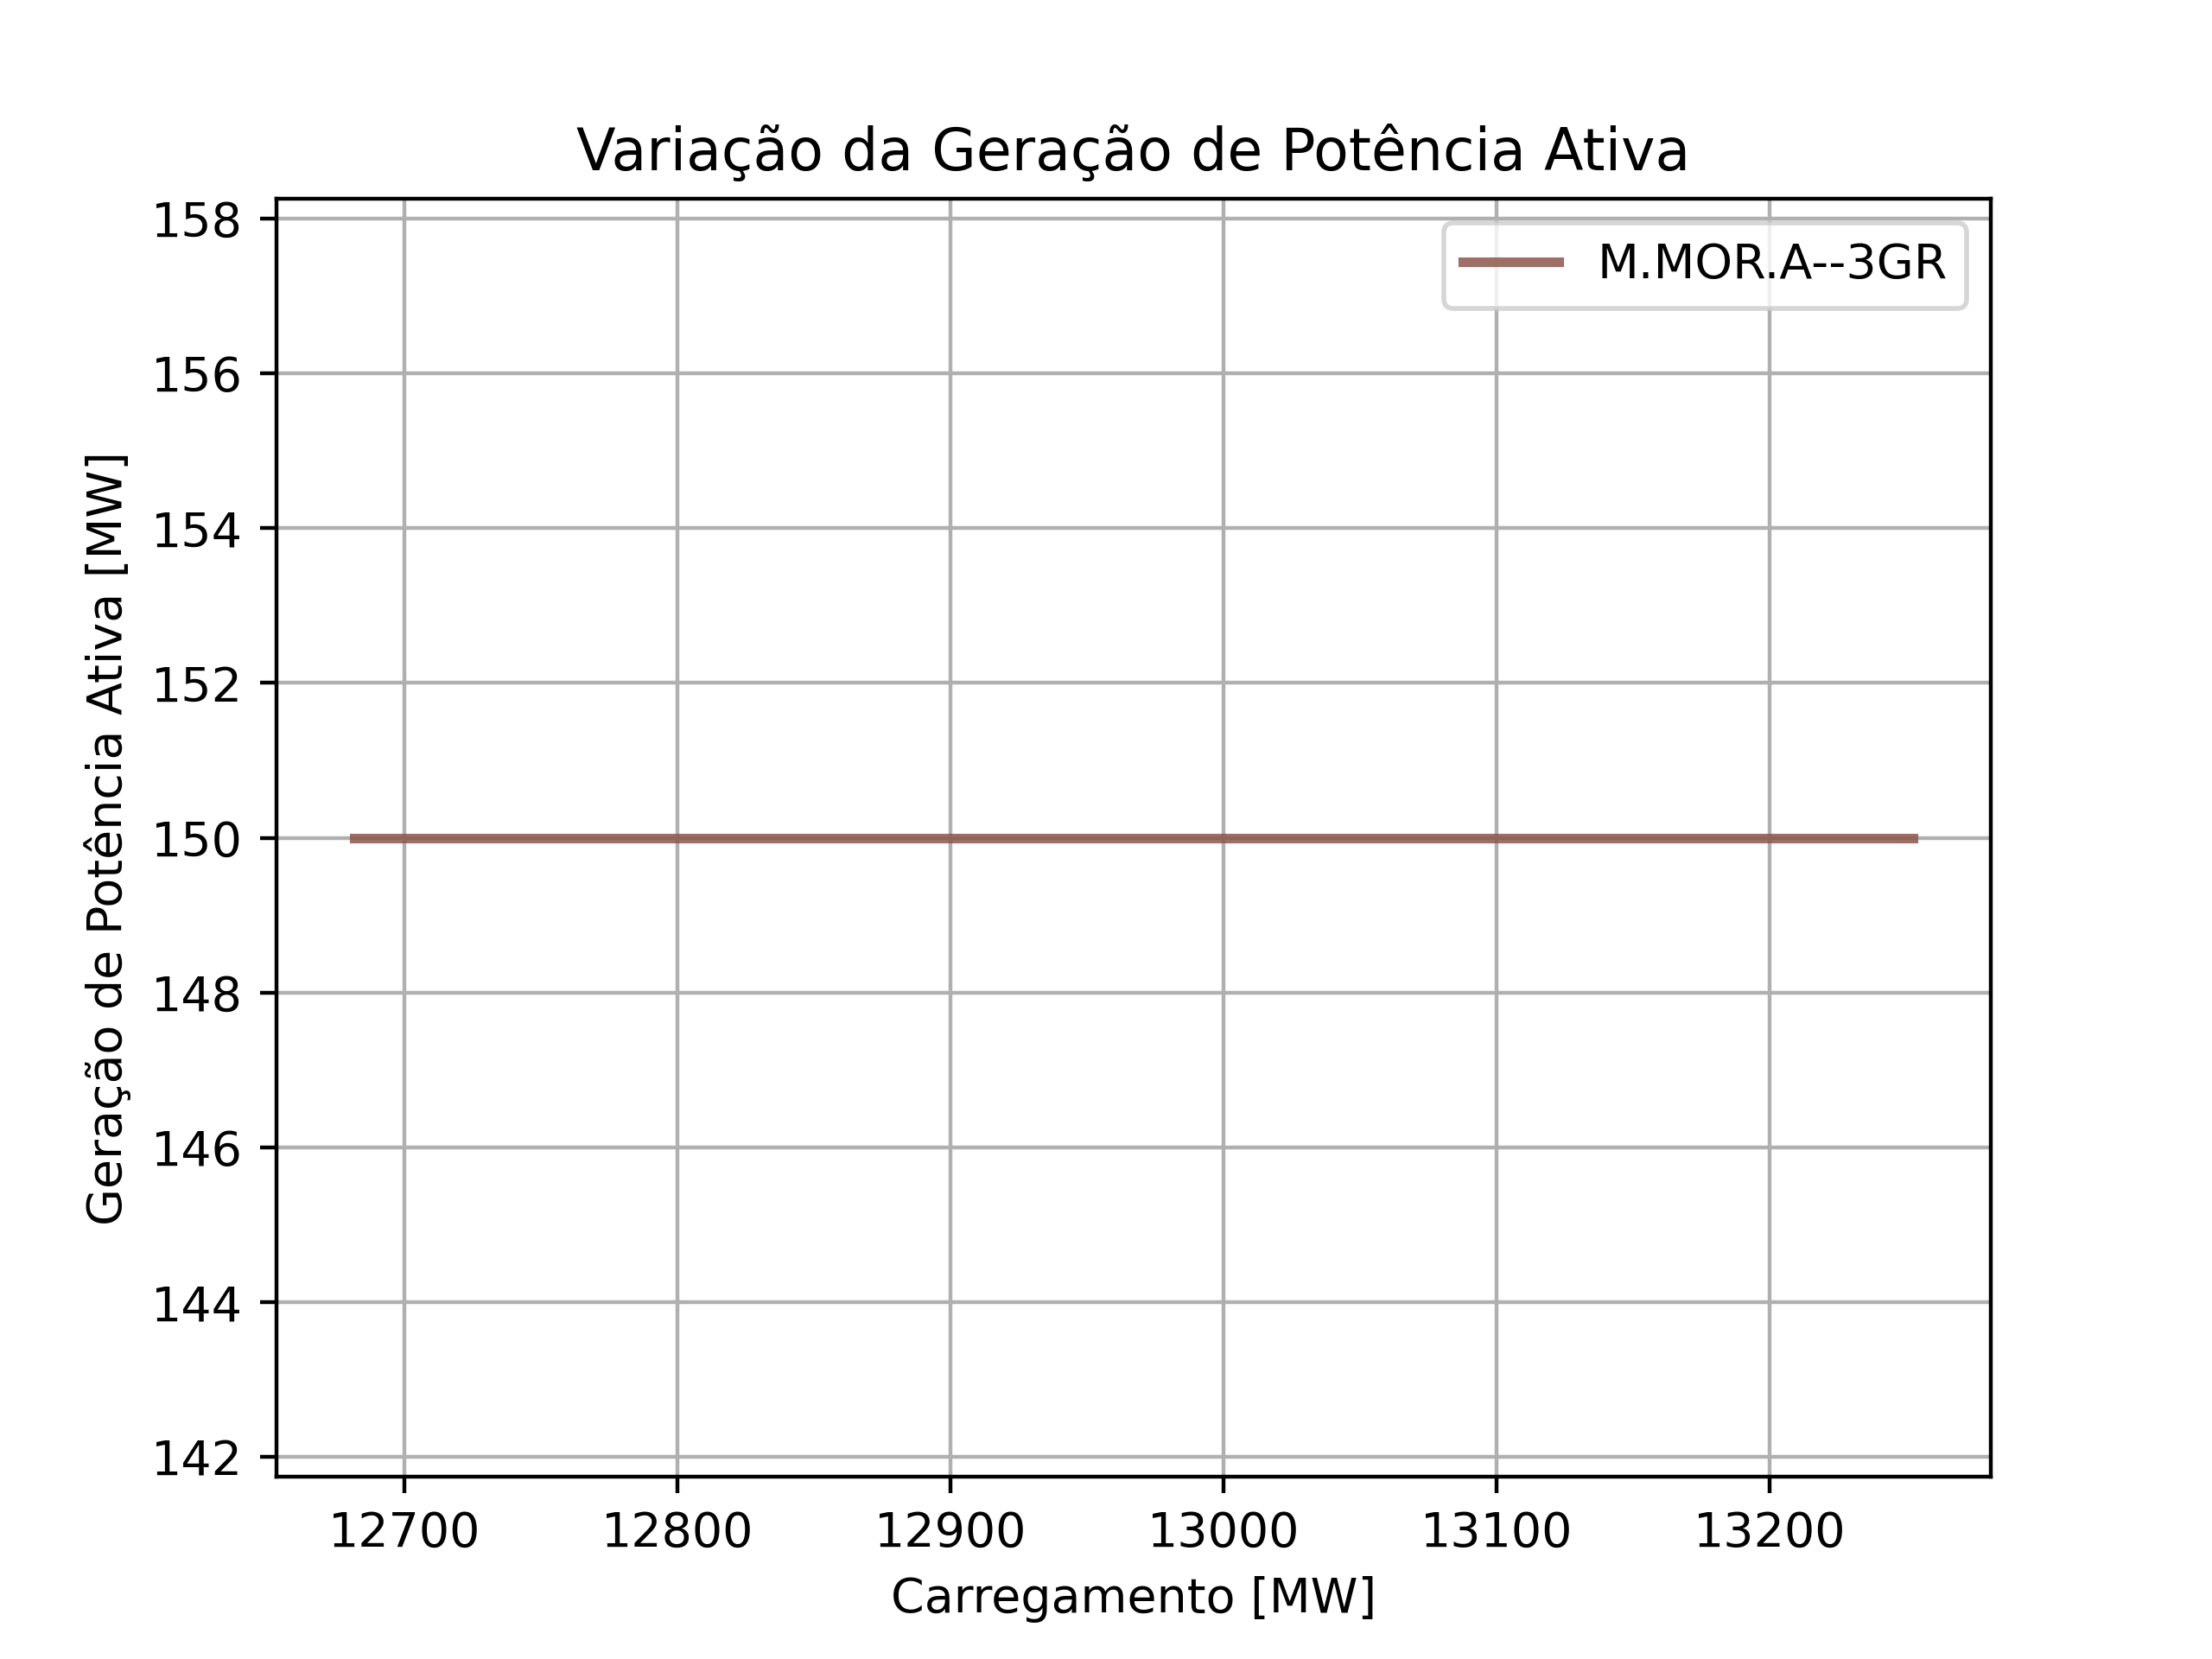 Variação da Geração de Potência Ativa
M.MOR.A--3GR
Geração de Potência Ativa [MW]
158
156
154
152
150
148
146
144
142
12700 12800 12900 13000 13100 13200
Carregamento [MW]